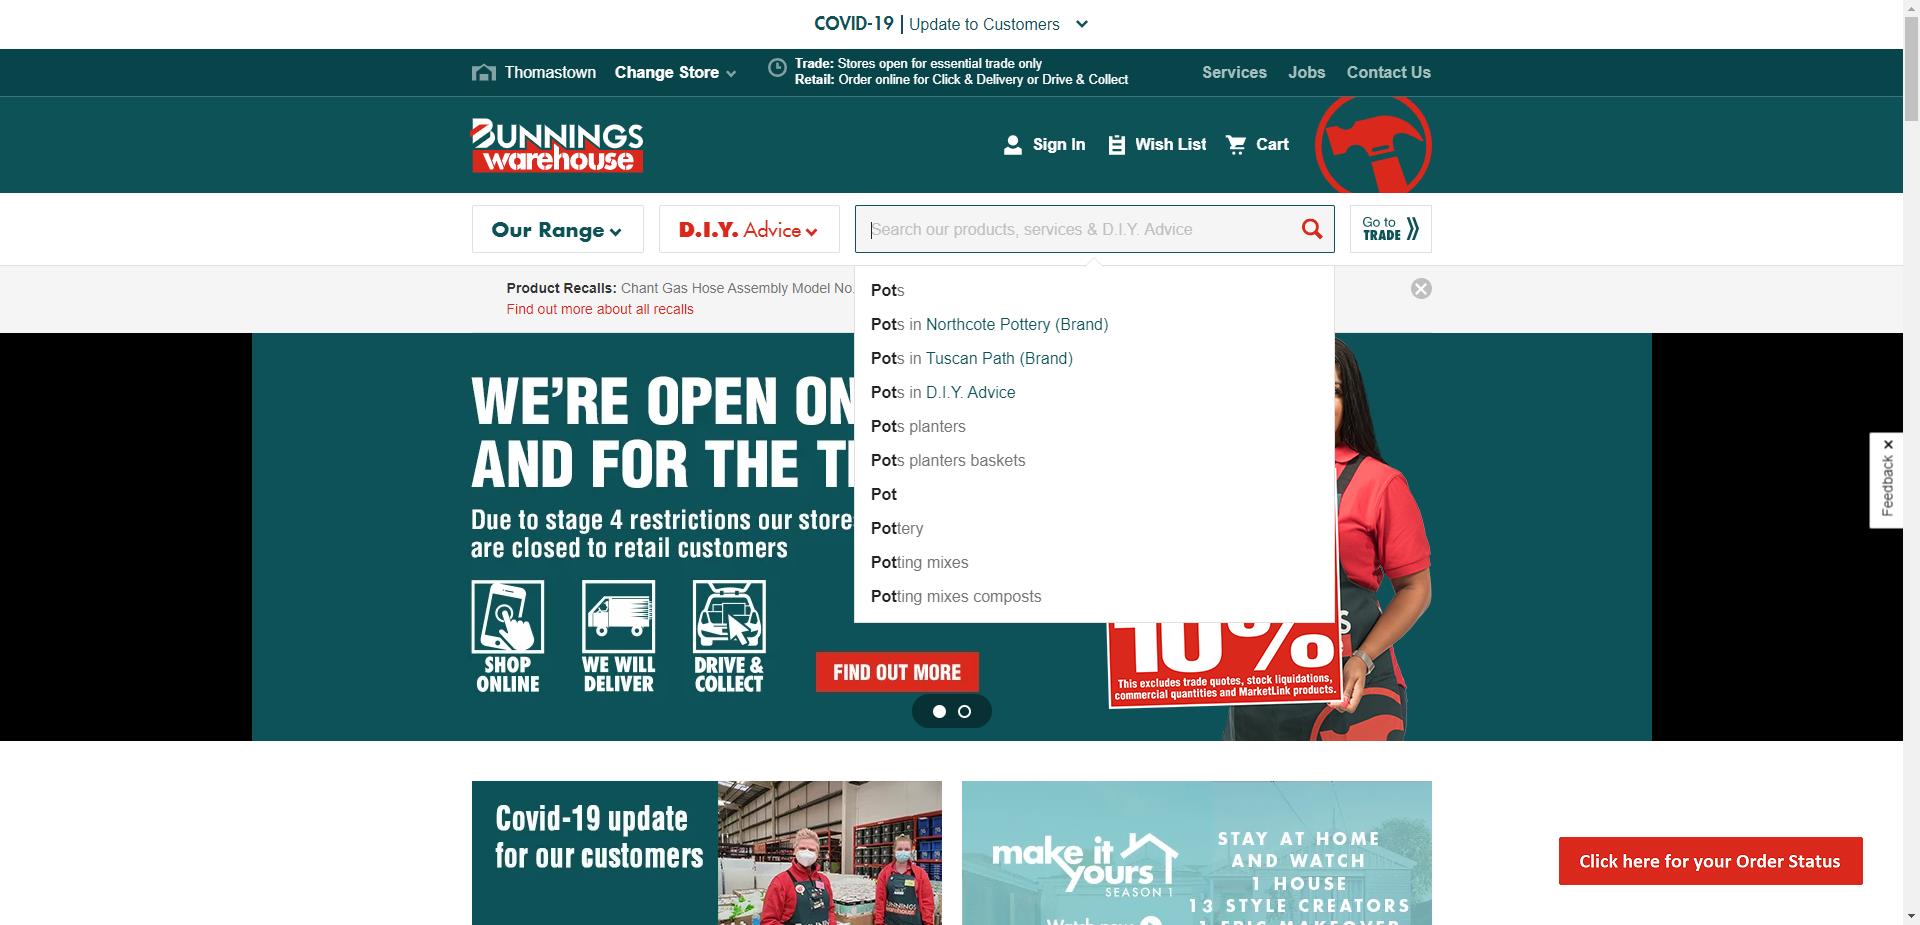 COVID-19 | Update to Customers
Thomastown Change Store
Trade: Stores open for essential trade only
Retail: Order online for Click & Delivery or Drive & Collect
Services Jobs Contact Us
BUNNINGS
warehouse
Sign In Wish List Cart
Our Range
D.I.Y. Advice
Search our products, services & D.I.Y. Advice
Go to
TRADE
Product Recalls: Chant Gas Hose Assembly Model No.
Find out more about all recalls
Pots
Pots in Northcote Pottery (Brand)
Pots in Tuscan Path (Brand)
Pots in D.I.Y. Advice
Pots planters
Pots planters baskets
Pot
Pottery
Potting mixes
Potting mixes composts
WE'RE OPEN ON
AND FOR THE T
Due to stage 4 restrictions our store
are closed to retail customers
SHOP
ONLINE
WE WILL
DELIVER
DRIVE &
COLLECT
FIND OUT MORE
10%
This excludes trade quotes, stock liquidations,
commercial quantities and MarketLink products.
Feedback ×
Covid-19 update
for our customers
BUNNINGS
warehouse
make it
yours
SEASON 1
Watch now
STAY AT HOME
AND WATCH
1 HOUSE
13 STYLE CREATORS
1 EPIC MAKEOVER
Click here for your Order Status